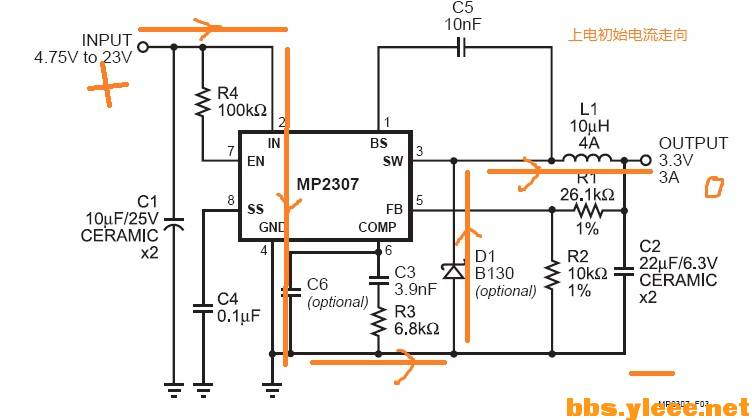 C5
10nF
上电初始电流走向
INPUT
4.75V to 23V
R4
100kΩ
L1
10µH
4A
2
1
IN
BS
7
EN
SW
3
OUTPUT
3.3V
3A
MP2307
R1
26.1kΩ
1%
8
SS
FB
5
C1
10µF/25V
CERAMIC
x2
GND
COMP
4
6
D1
B130
(optional)
R2
10kΩ
1%
C2
22µF/6.3V
CERAMIC
x2
C6
(optional)
C3
3.9nF
C4
0.1µF
R3
6.8kΩ
MP2307_F03
bbs.yleee.net